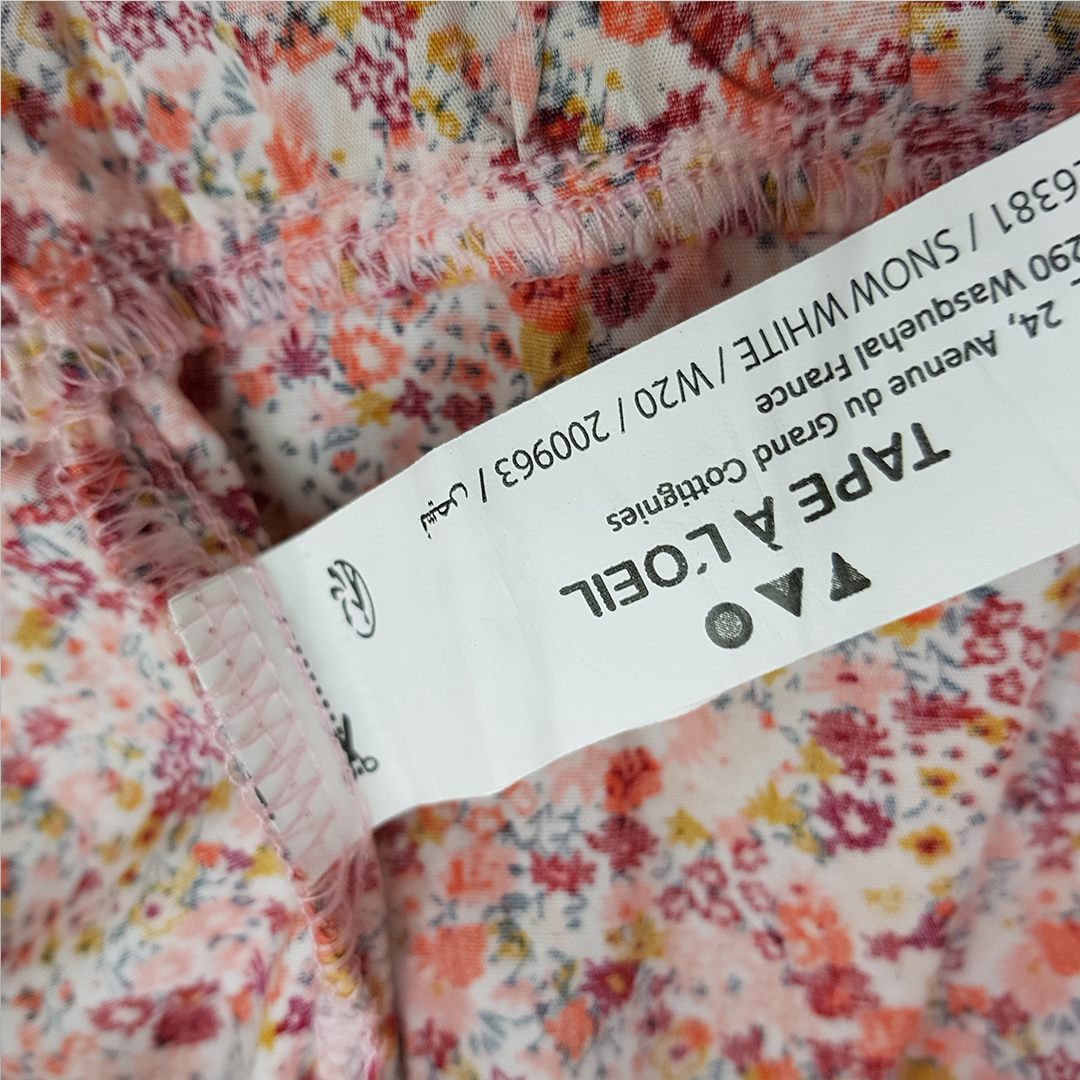 TAPE À L'OEIL
24, Avenue du Grand Cottignies
290 Wasquehal France
6381 / SNOW WHITE / W20 / 200963 /